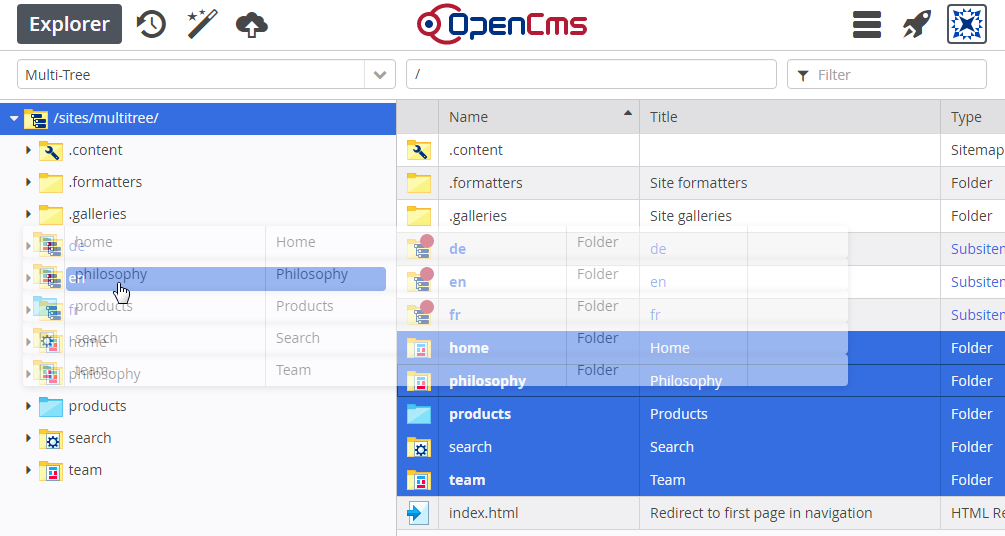 Explorer
OpenCms
Multi-Tree
/
Filter
/sites/multitree/
.content
.formatters
.galleries
de
en
fr
home
philosophy
products
search
team
home Home Folder
philosophy Philosophy Folder
products Products Folder
search Search Folder
team Team Folder
Name Title Type
.content Sitemap
.formatters Site formatters Folder
.galleries Site galleries Folder
de de Subsitem
en en Subsitem
fr fr Subsitem
home Home Folder
philosophy Philosophy Folder
products Products Folder
search Search Folder
team Team Folder
index.html Redirect to first page in navigation HTML Re